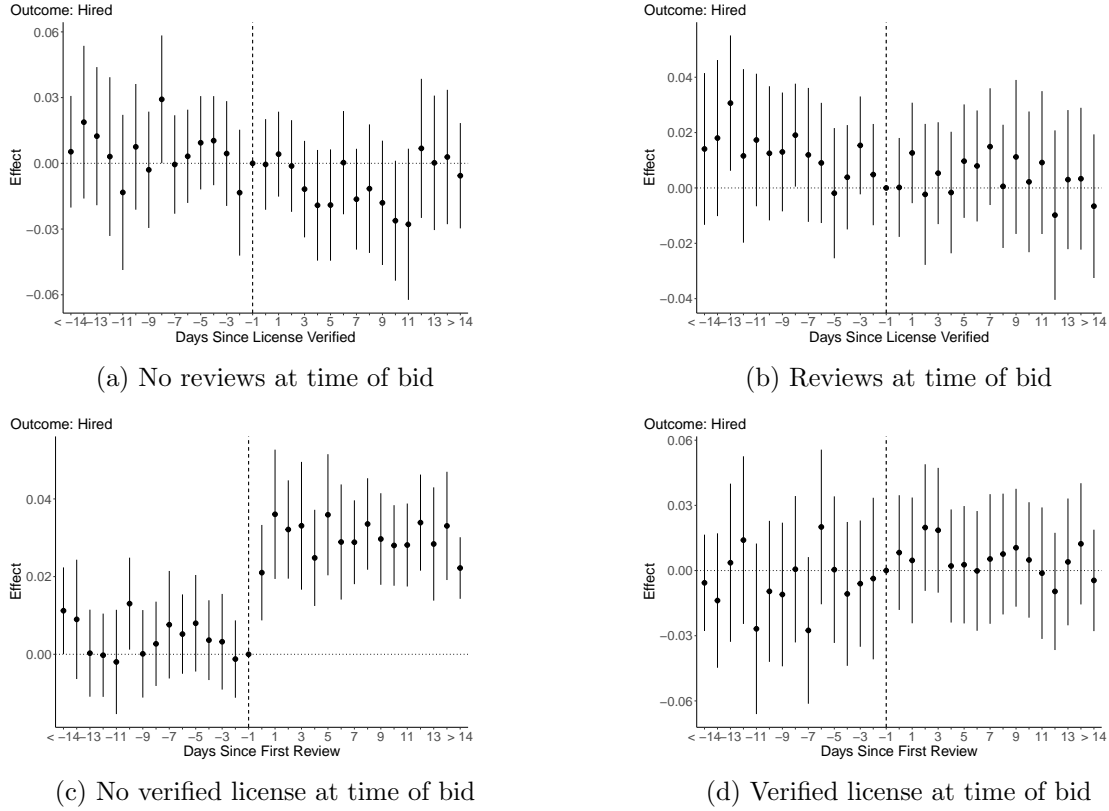 Outcome: Hired
0.06
0.03
0.00
−0.03
−0.06
Effect
< −14 −13 −11 −9 −7 −5 −3 −1 1 3 5 7 9 11 13 > 14
Days Since License Verified
(a) No reviews at time of bid
Outcome: Hired
0.04
0.02
0.00
−0.02
−0.04
Effect
< −14 −13 −11 −9 −7 −5 −3 −1 1 3 5 7 9 11 13 > 14
Days Since License Verified
(b) Reviews at time of bid
Outcome: Hired
0.04
0.02
0.00
Effect
< −14 −13 −11 −9 −7 −5 −3 −1 1 3 5 7 9 11 13 > 14
Days Since First Review
(c) No verified license at time of bid
Outcome: Hired
0.06
0.03
0.00
−0.03
−0.06
Effect
< −14 −13 −11 −9 −7 −5 −3 −1 1 3 5 7 9 11 13 > 14
Days Since First Review
(d) Verified license at time of bid